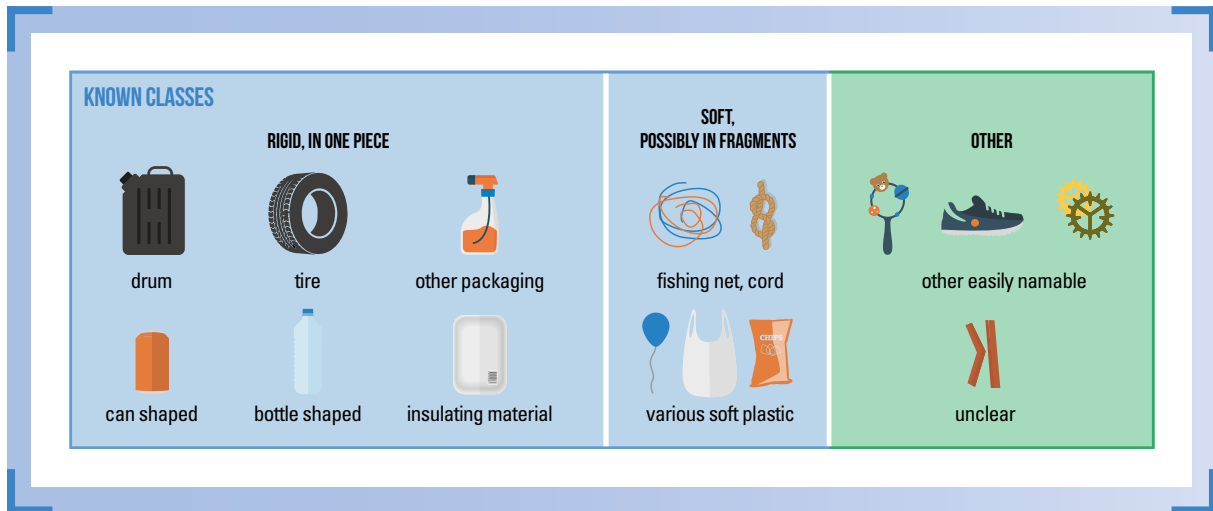 KNOWN CLASSES
RIGID, IN ONE PIECE
drum
tire
other packaging
can shaped
bottle shaped
insulating material
SOFT,
POSSIBLY IN FRAGMENTS
fishing net, cord
CHIPS
various soft plastic
OTHER
other easily namable
unclear